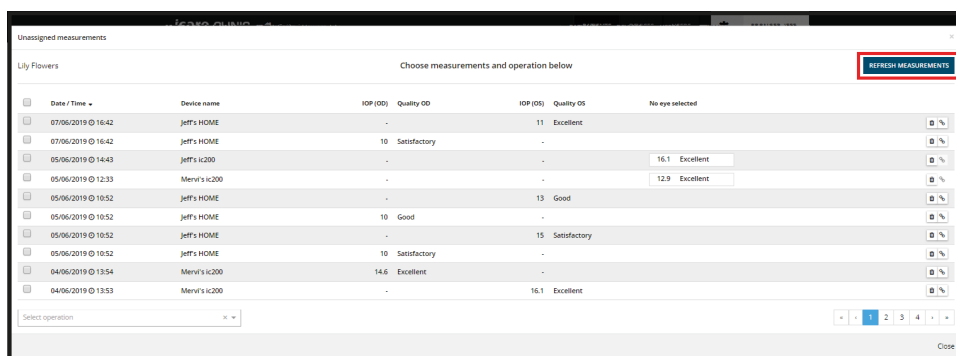 iCare CLINIC
Unassigned measurements ×
Lily Flowers Choose measurements and operation below REFRESH MEASUREMENTS
Date / Time Device name IOP (OD) Quality OD IOP (OS) Quality OS No eye selected
07/06/2019 16:42 Jeff's HOME - 11 Excellent
07/06/2019 16:42 Jeff's HOME 10 Satisfactory -
05/06/2019 14:43 Jeff's ic200 - - 16.1 Excellent
05/06/2019 12:33 Mervi's ic200 - - 12.9 Excellent
05/06/2019 10:52 Jeff's HOME - 13 Good
05/06/2019 10:52 Jeff's HOME 10 Good -
05/06/2019 10:52 Jeff's HOME - 15 Satisfactory
05/06/2019 10:52 Jeff's HOME 10 Satisfactory -
04/06/2019 13:54 Mervi's ic200 14.6 Excellent -
04/06/2019 13:53 Mervi's ic200 - 16.1 Excellent
Select operation × « ‹ 1 2 3 4 › »
Close